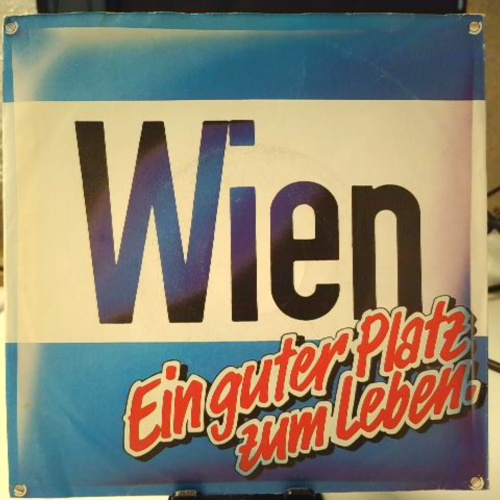 Wien
Ein guter Platz
zum Leben.